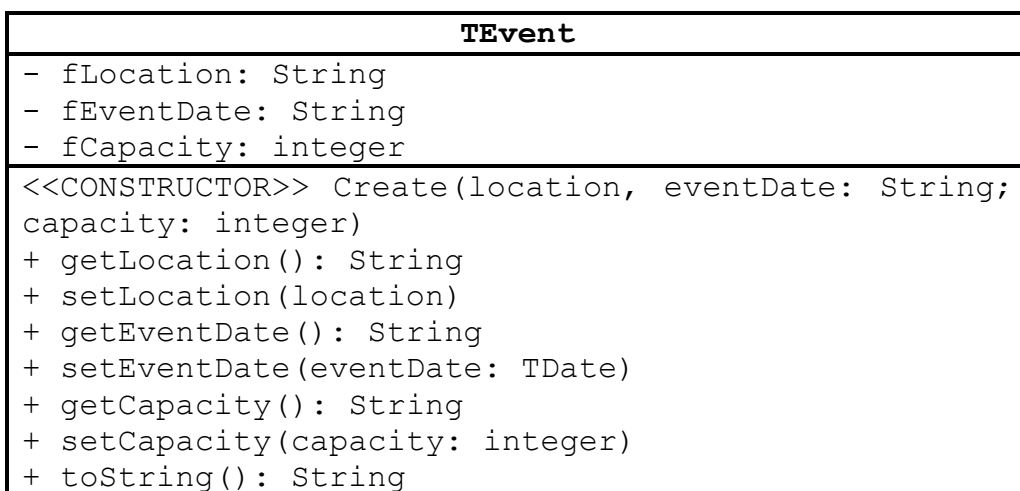 TEvent
- fLocation: String
- fEventDate: String
- fCapacity: integer
<<CONSTRUCTOR>> Create(location, eventDate: String;
capacity: integer)
+ getLocation(): String
+ setLocation(location)
+ getEventDate(): String
+ setEventDate(eventDate: TDate)
+ getCapacity(): String
+ setCapacity(capacity: integer)
+ toString(): String